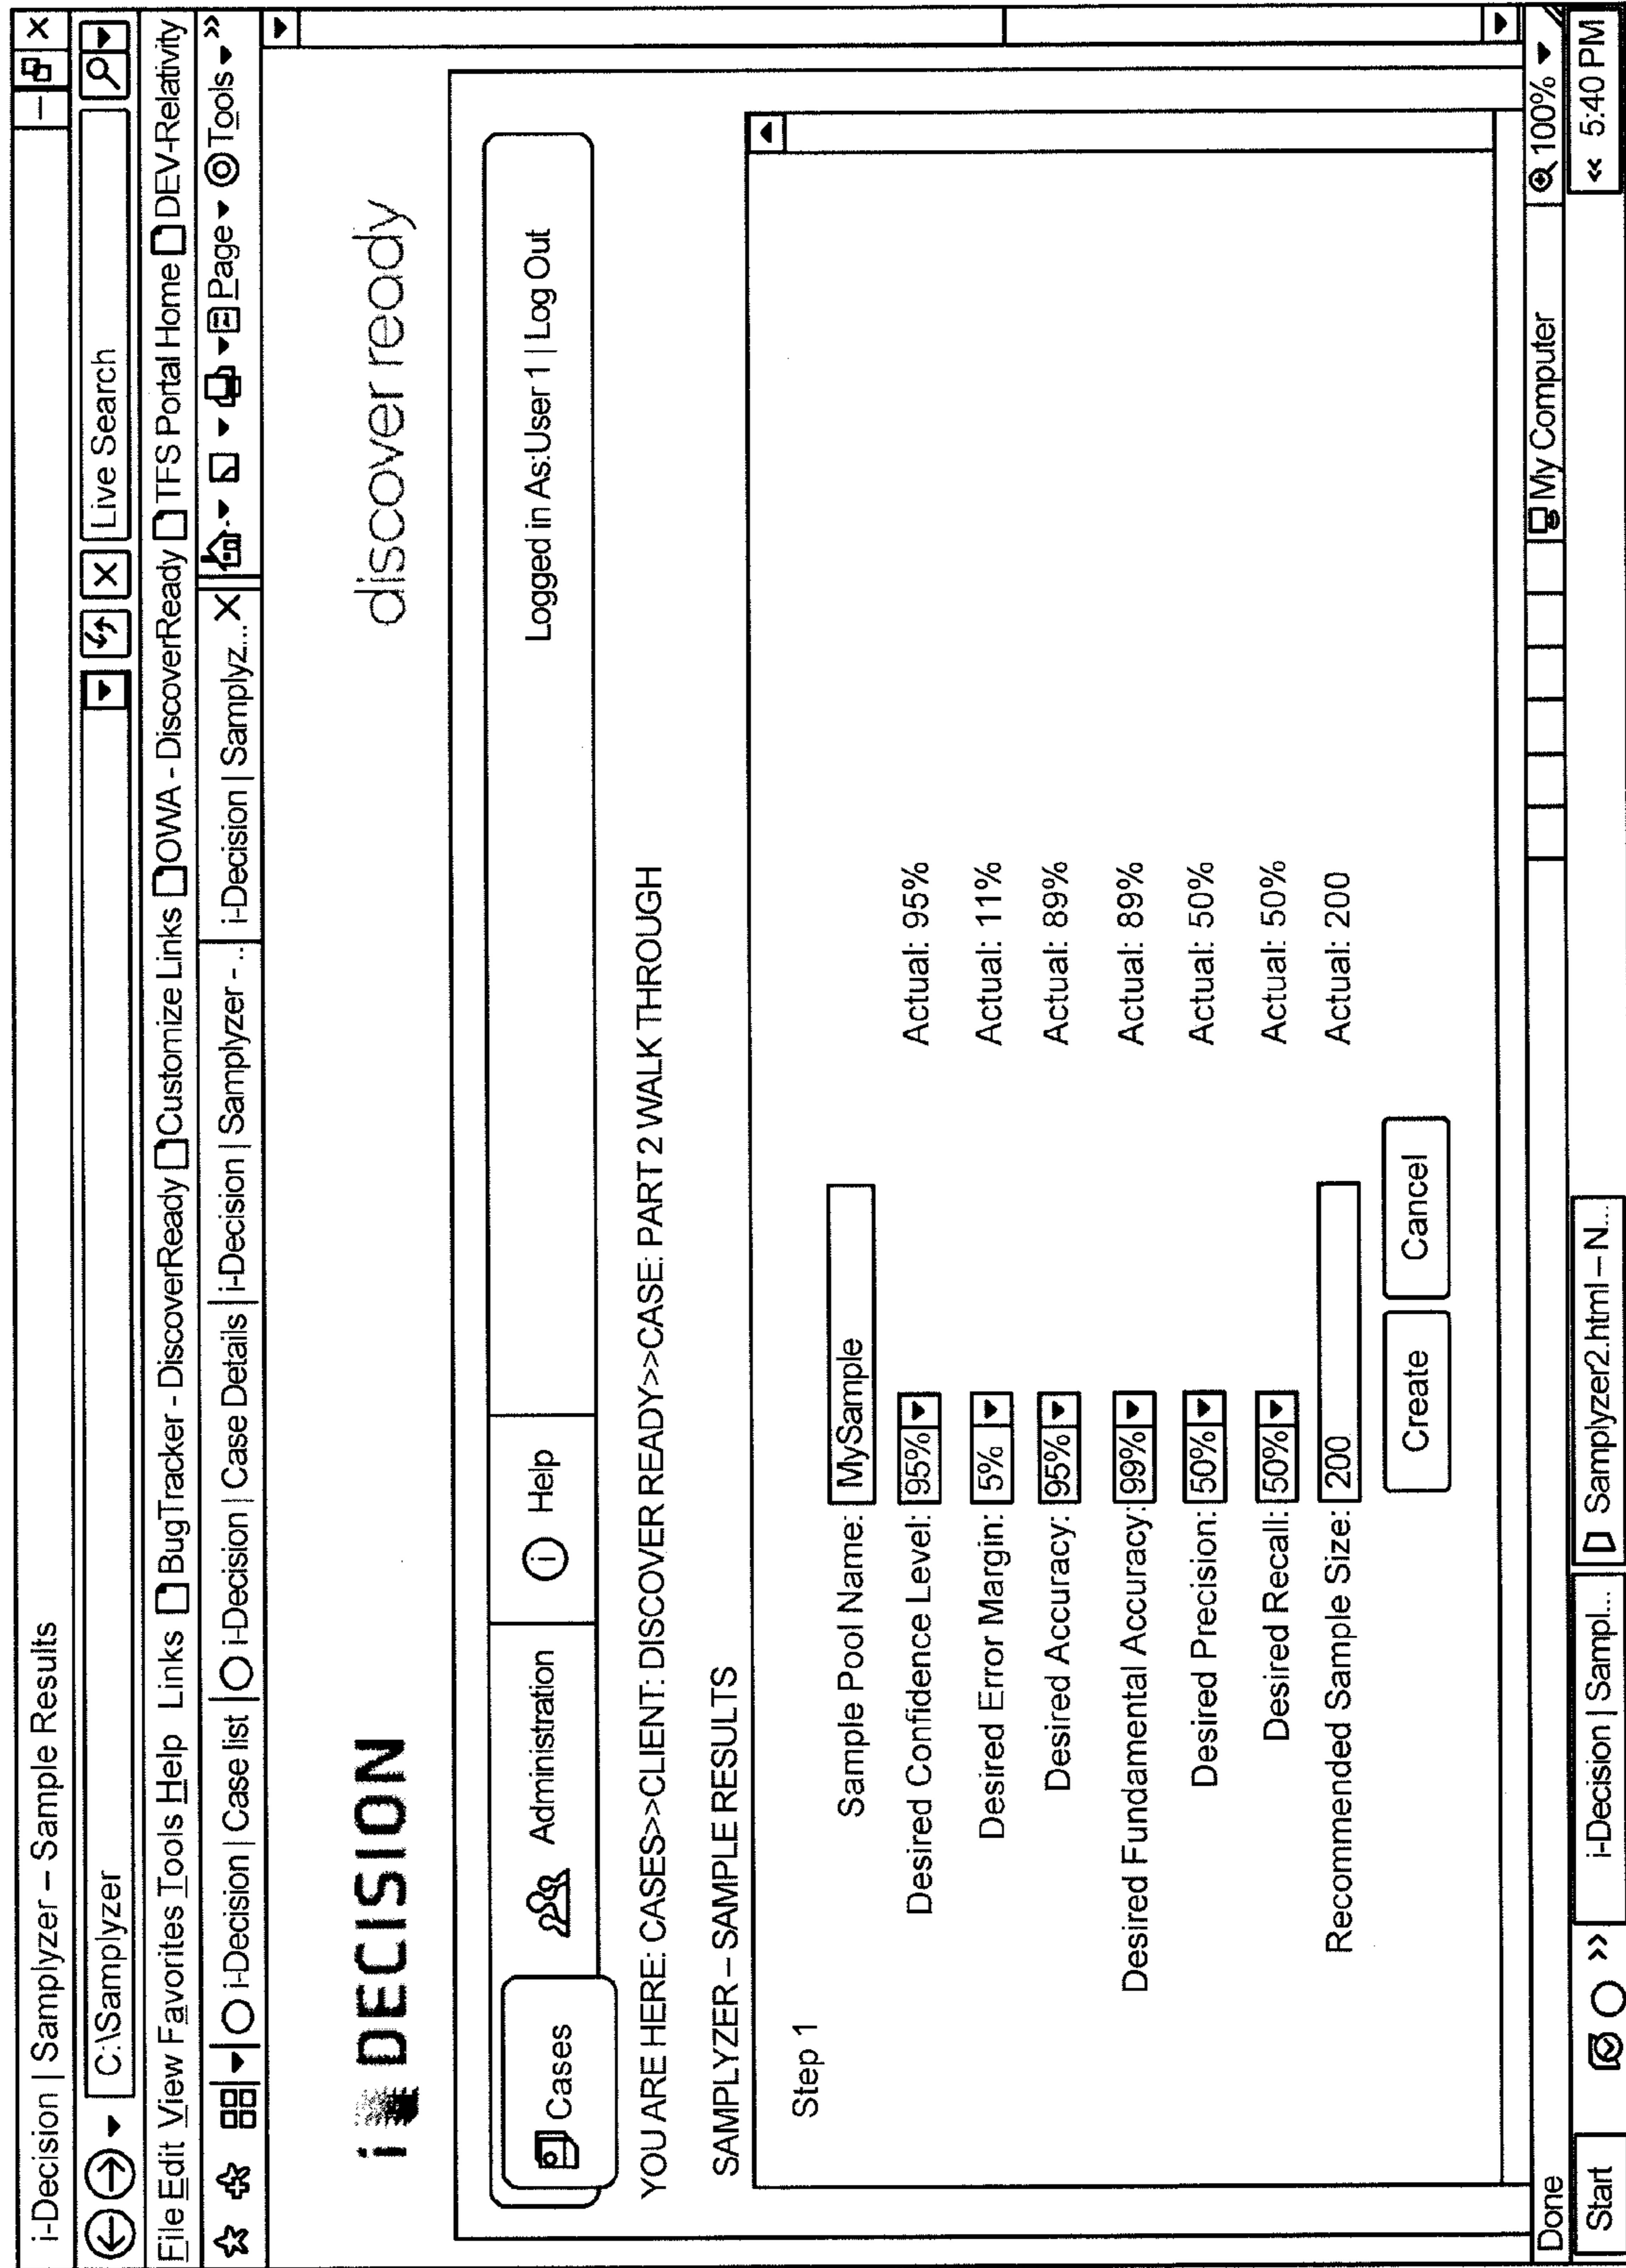 i-Decision | Samplyzer – Sample Results
C:\Samplyzer Live Search
File Edit View Favorites Tools Help Links BugTracker - DiscoverReady Customize Links OWA - DiscoverReady TFS Portal Home DEV-Relativity
i-Decision | Case list i-Decision | Case Details i-Decision | Samplyzer -... i-Decision | Samplyz... X Page Tools >>
i DECISION discover ready
Cases Administration i Help Logged in As:User 1 | Log Out
YOU ARE HERE: CASES>>CLIENT: DISCOVER READY>>CASE: PART 2 WALK THROUGH
SAMPLYZER – SAMPLE RESULTS
Step 1
Sample Pool Name: MySample
Desired Confidence Level: 95% Actual: 95%
Desired Error Margin: 5% Actual: 11%
Desired Accuracy: 95% Actual: 89%
Desired Fundamental Accuracy: 99% Actual: 89%
Desired Precision: 50% Actual: 50%
Desired Recall: 50% Actual: 50%
Recommended Sample Size: 200 Actual: 200
Create Cancel
Done My Computer 100%
Start >> i-Decision | Sampl... Samplyzer2.html – N... << 5:40 PM